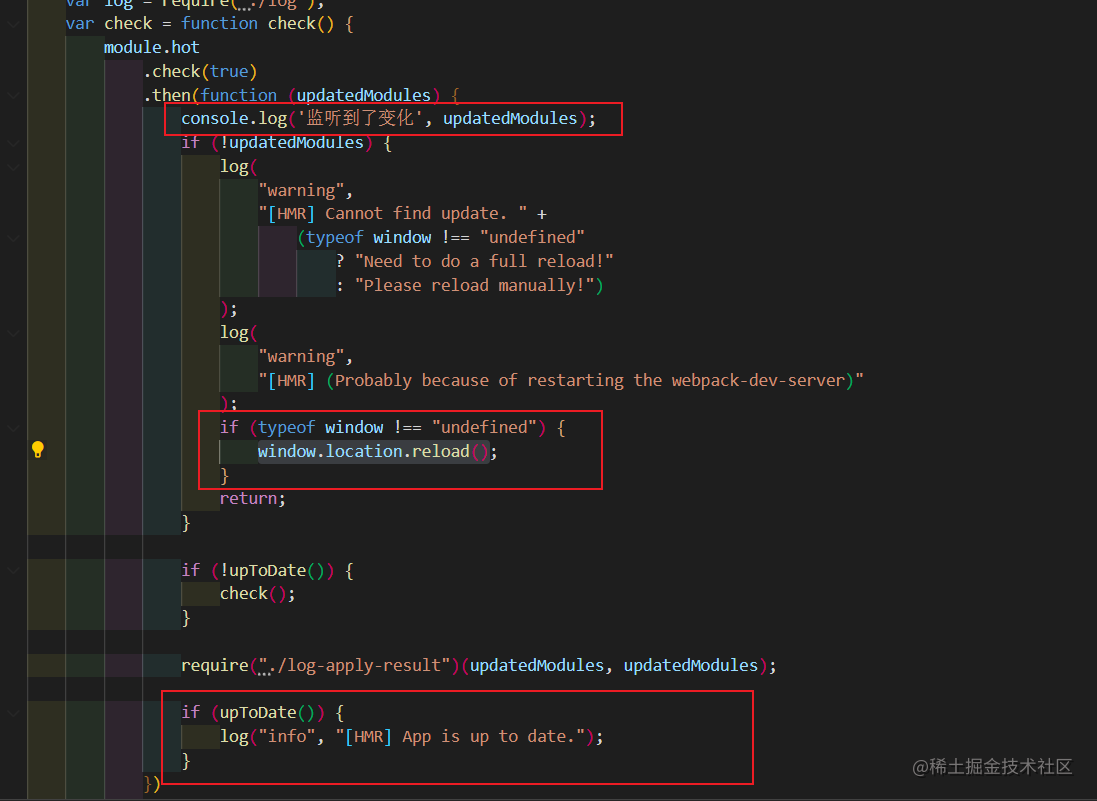 var log = require("./log");
var check = function check() {
module.hot
.check(true)
.then(function (updatedModules) {
console.log('监听到了变化', updatedModules);
if (!updatedModules) {
log(
"warning",
"[HMR] Cannot find update. " +
(typeof window !== "undefined"
? "Need to do a full reload!"
: "Please reload manually!")
);
log(
"warning",
"[HMR] (Probably because of restarting the webpack-dev-server)"
);
if (typeof window !== "undefined") {
window.location.reload();
}
return;
}
if (!upToDate()) {
check();
}
require("./log-apply-result")(updatedModules, updatedModules);
if (upToDate()) {
log("info", "[HMR] App is up to date.");
}
})
@稀土掘金技术社区